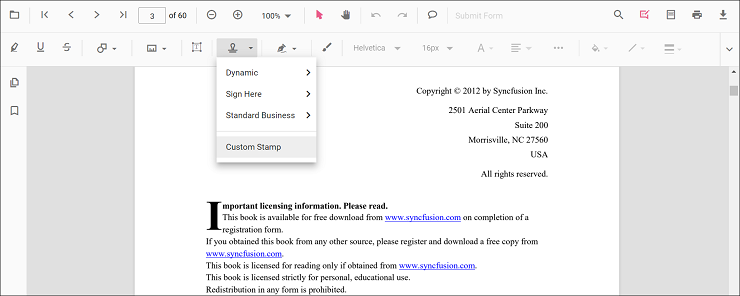 3 of 60 100% Submit Form
U S T Helvetica 16px A
Dynamic
Sign Here
Standard Business
Custom Stamp
Copyright © 2012 by Syncfusion Inc.
2501 Aerial Center Parkway
Suite 200
Morrisville, NC 27560
USA
All rights reserved.
Important licensing information. Please read.
This book is available for free download from www.syncfusion.com on completion of a
registration form.
If you obtained this book from any other source, please register and download a free copy from
www.syncfusion.com.
This book is licensed for reading only if obtained from www.syncfusion.com.
This book is licensed strictly for personal, educational use.
Redistribution in any form is prohibited.